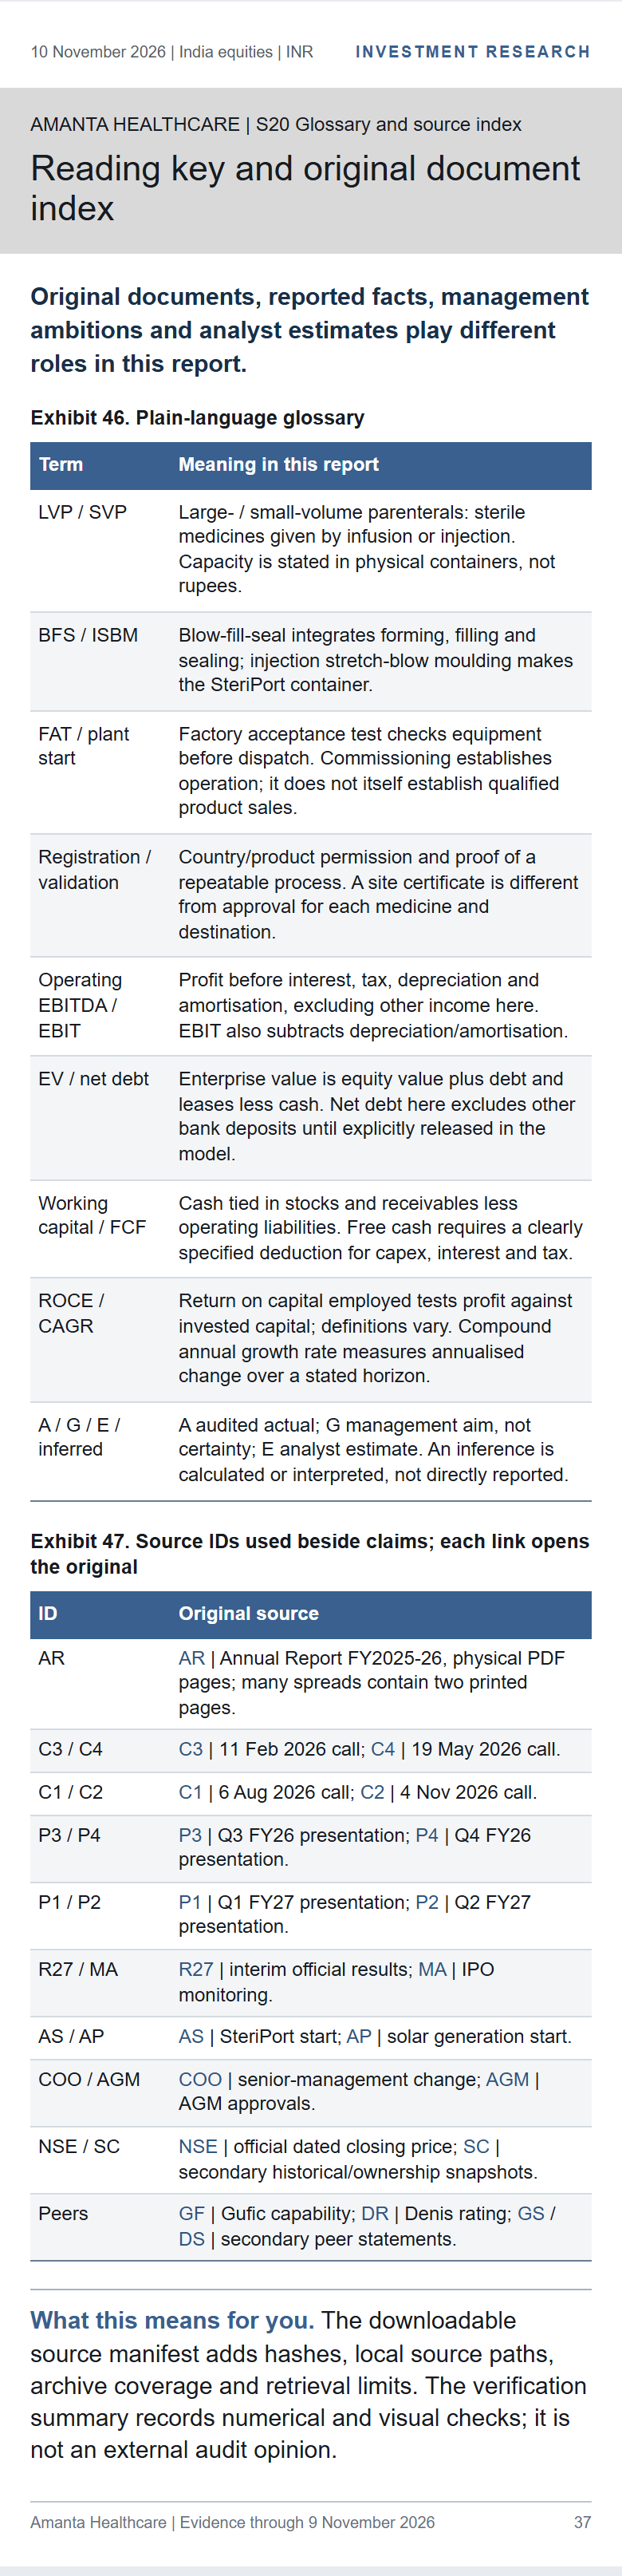 10 November 2026 | India equities | INR
INVESTMENT RESEARCH
AMANTA HEALTHCARE | S20 Glossary and source index
Reading key and original document
index
Original documents, reported facts, management
ambitions and analyst estimates play different
roles in this report.
Exhibit 46. Plain-language glossary
Term
Meaning in this report
LVP / SVP
Large- / small-volume parenterals: sterile
medicines given by infusion or injection.
Capacity is stated in physical containers, not
rupees.
BFS / ISBM
Blow-fill-seal integrates forming, filling and
sealing; injection stretch-blow moulding makes
the SteriPort container.
FAT / plant
start
Factory acceptance test checks equipment
before dispatch. Commissioning establishes
operation; it does not itself establish qualified
product sales.
Registration /
validation
Country/product permission and proof of a
repeatable process. A site certificate is different
from approval for each medicine and
destination.
Operating
EBITDA /
EBIT
Profit before interest, tax, depreciation and
amortisation, excluding other income here.
EBIT also subtracts depreciation/amortisation.
EV / net debt
Enterprise value is equity value plus debt and
leases less cash. Net debt here excludes other
bank deposits until explicitly released in the
model.
Working
capital / FCF
Cash tied in stocks and receivables less
operating liabilities. Free cash requires a clearly
specified deduction for capex, interest and tax.
ROCE /
CAGR
Return on capital employed tests profit against
invested capital; definitions vary. Compound
annual growth rate measures annualised
change over a stated horizon.
A / G / E /
inferred
A audited actual; G management aim, not
certainty; E analyst estimate. An inference is
calculated or interpreted, not directly reported.
Exhibit 47. Source IDs used beside claims; each link opens
the original
ID
Original source
AR
AR | Annual Report FY2025-26, physical PDF
pages; many spreads contain two printed
pages.
C3 / C4
C3 | 11 Feb 2026 call; C4 | 19 May 2026 call.
C1 / C2
C1 | 6 Aug 2026 call; C2 | 4 Nov 2026 call.
P3 / P4
P3 | Q3 FY26 presentation; P4 | Q4 FY26
presentation.
P1 / P2
P1 | Q1 FY27 presentation; P2 | Q2 FY27
presentation.
R27 / MA
R27 | interim official results; MA | IPO
monitoring.
AS / AP
AS | SteriPort start; AP | solar generation start.
COO / AGM
COO | senior-management change; AGM |
AGM approvals.
NSE / SC
NSE | official dated closing price; SC |
secondary historical/ownership snapshots.
Peers
GF | Gufic capability; DR | Denis rating; GS /
DS | secondary peer statements.
What this means for you. The downloadable
source manifest adds hashes, local source paths,
archive coverage and retrieval limits. The verification
summary records numerical and visual checks; it is
not an external audit opinion.
Amanta Healthcare | Evidence through 9 November 2026
37